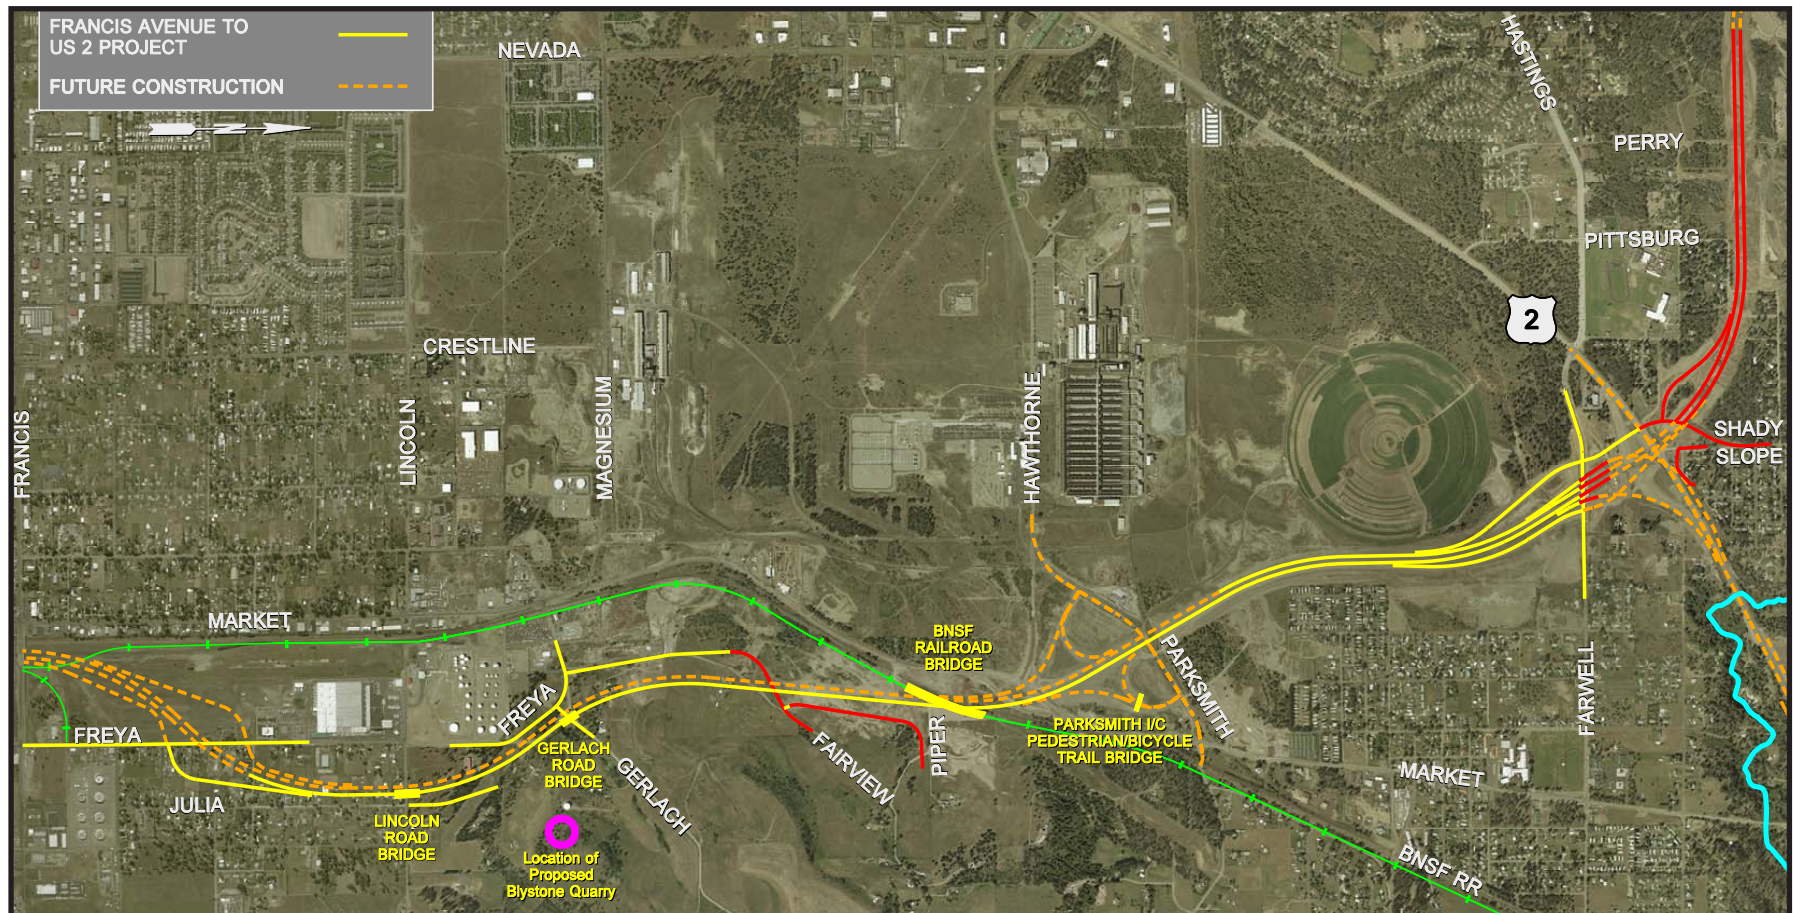 FRANCIS AVENUE TO
US 2 PROJECT
FUTURE CONSTRUCTION
N
NEVADA
HASTINGS
PERRY
PITTSBURG
2
CRESTLINE
FRANCIS
LINCOLN
MAGNESIUM
HAWTHORNE
SHADY
SLOPE
MARKET
BNSF
RAILROAD
BRIDGE
PARKSMITH
FARWELL
FREYA
FREYA
GERLACH
ROAD
BRIDGE
GERLACH
FAIRVIEW
PIPER
PARKSMITH I/C
PEDESTRIAN/BICYCLE
TRAIL BRIDGE
MARKET
JULIA
LINCOLN
ROAD
BRIDGE
Location of
Proposed
Blystone Quarry
BNSF RR